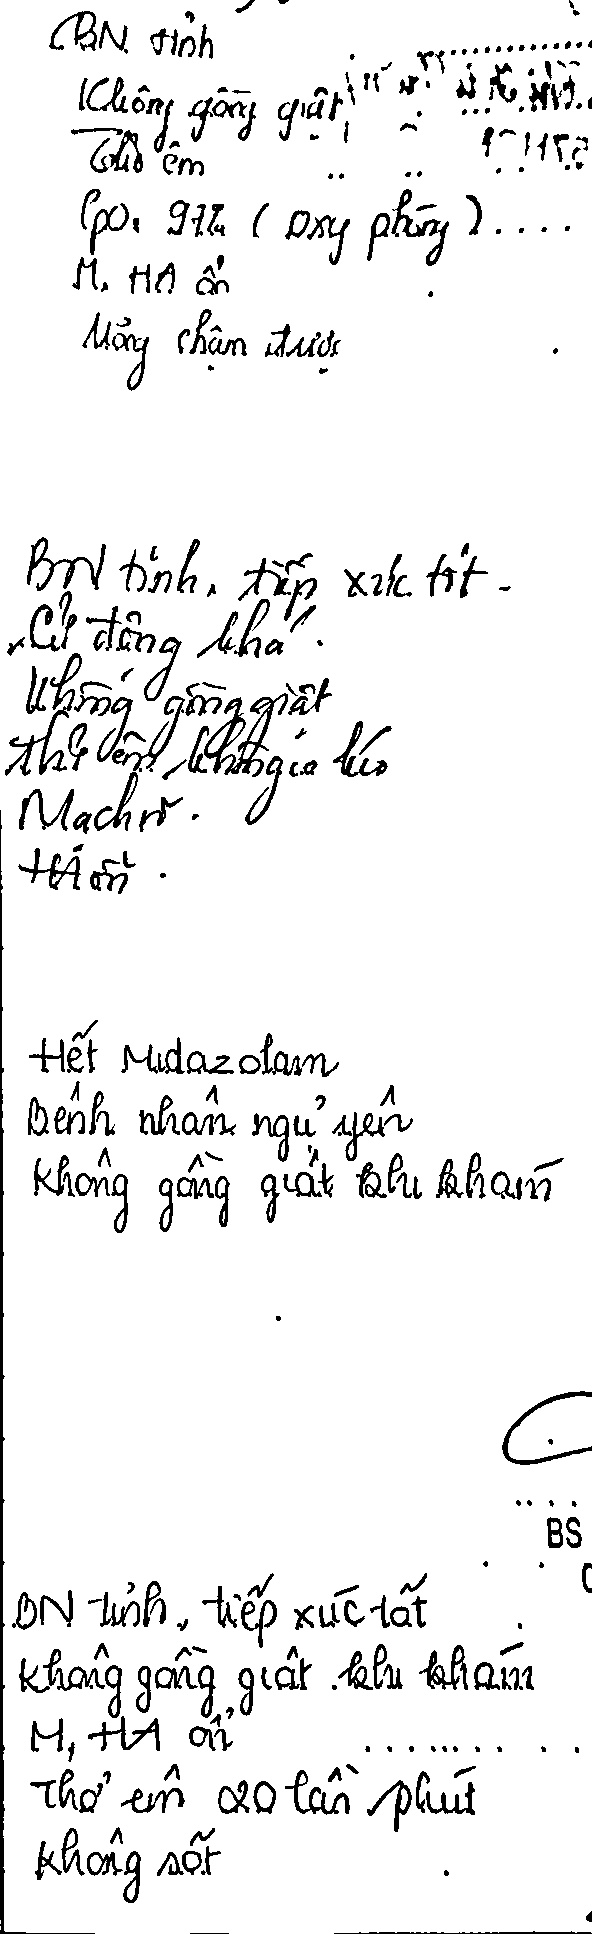 BN tỉnh
Không gồng giật
Thở êm
SpO₂ 97% (oxy phòng)....
M, HA ổn
Uống chậm được
BN tỉnh, tiếp xúc tốt.
Cử động khá.
Không gồng giật
thở êm, không co kéo
Mạch rõ.
HA ổn.
Hết Midazolam
Bệnh nhân ngủ yên
Không gồng giật khi khám
BS
BN tỉnh, tiếp xúc tốt
Không gồng giật khi khám
M, HA ổn
Thở êm 20 lần phút
Không sốt